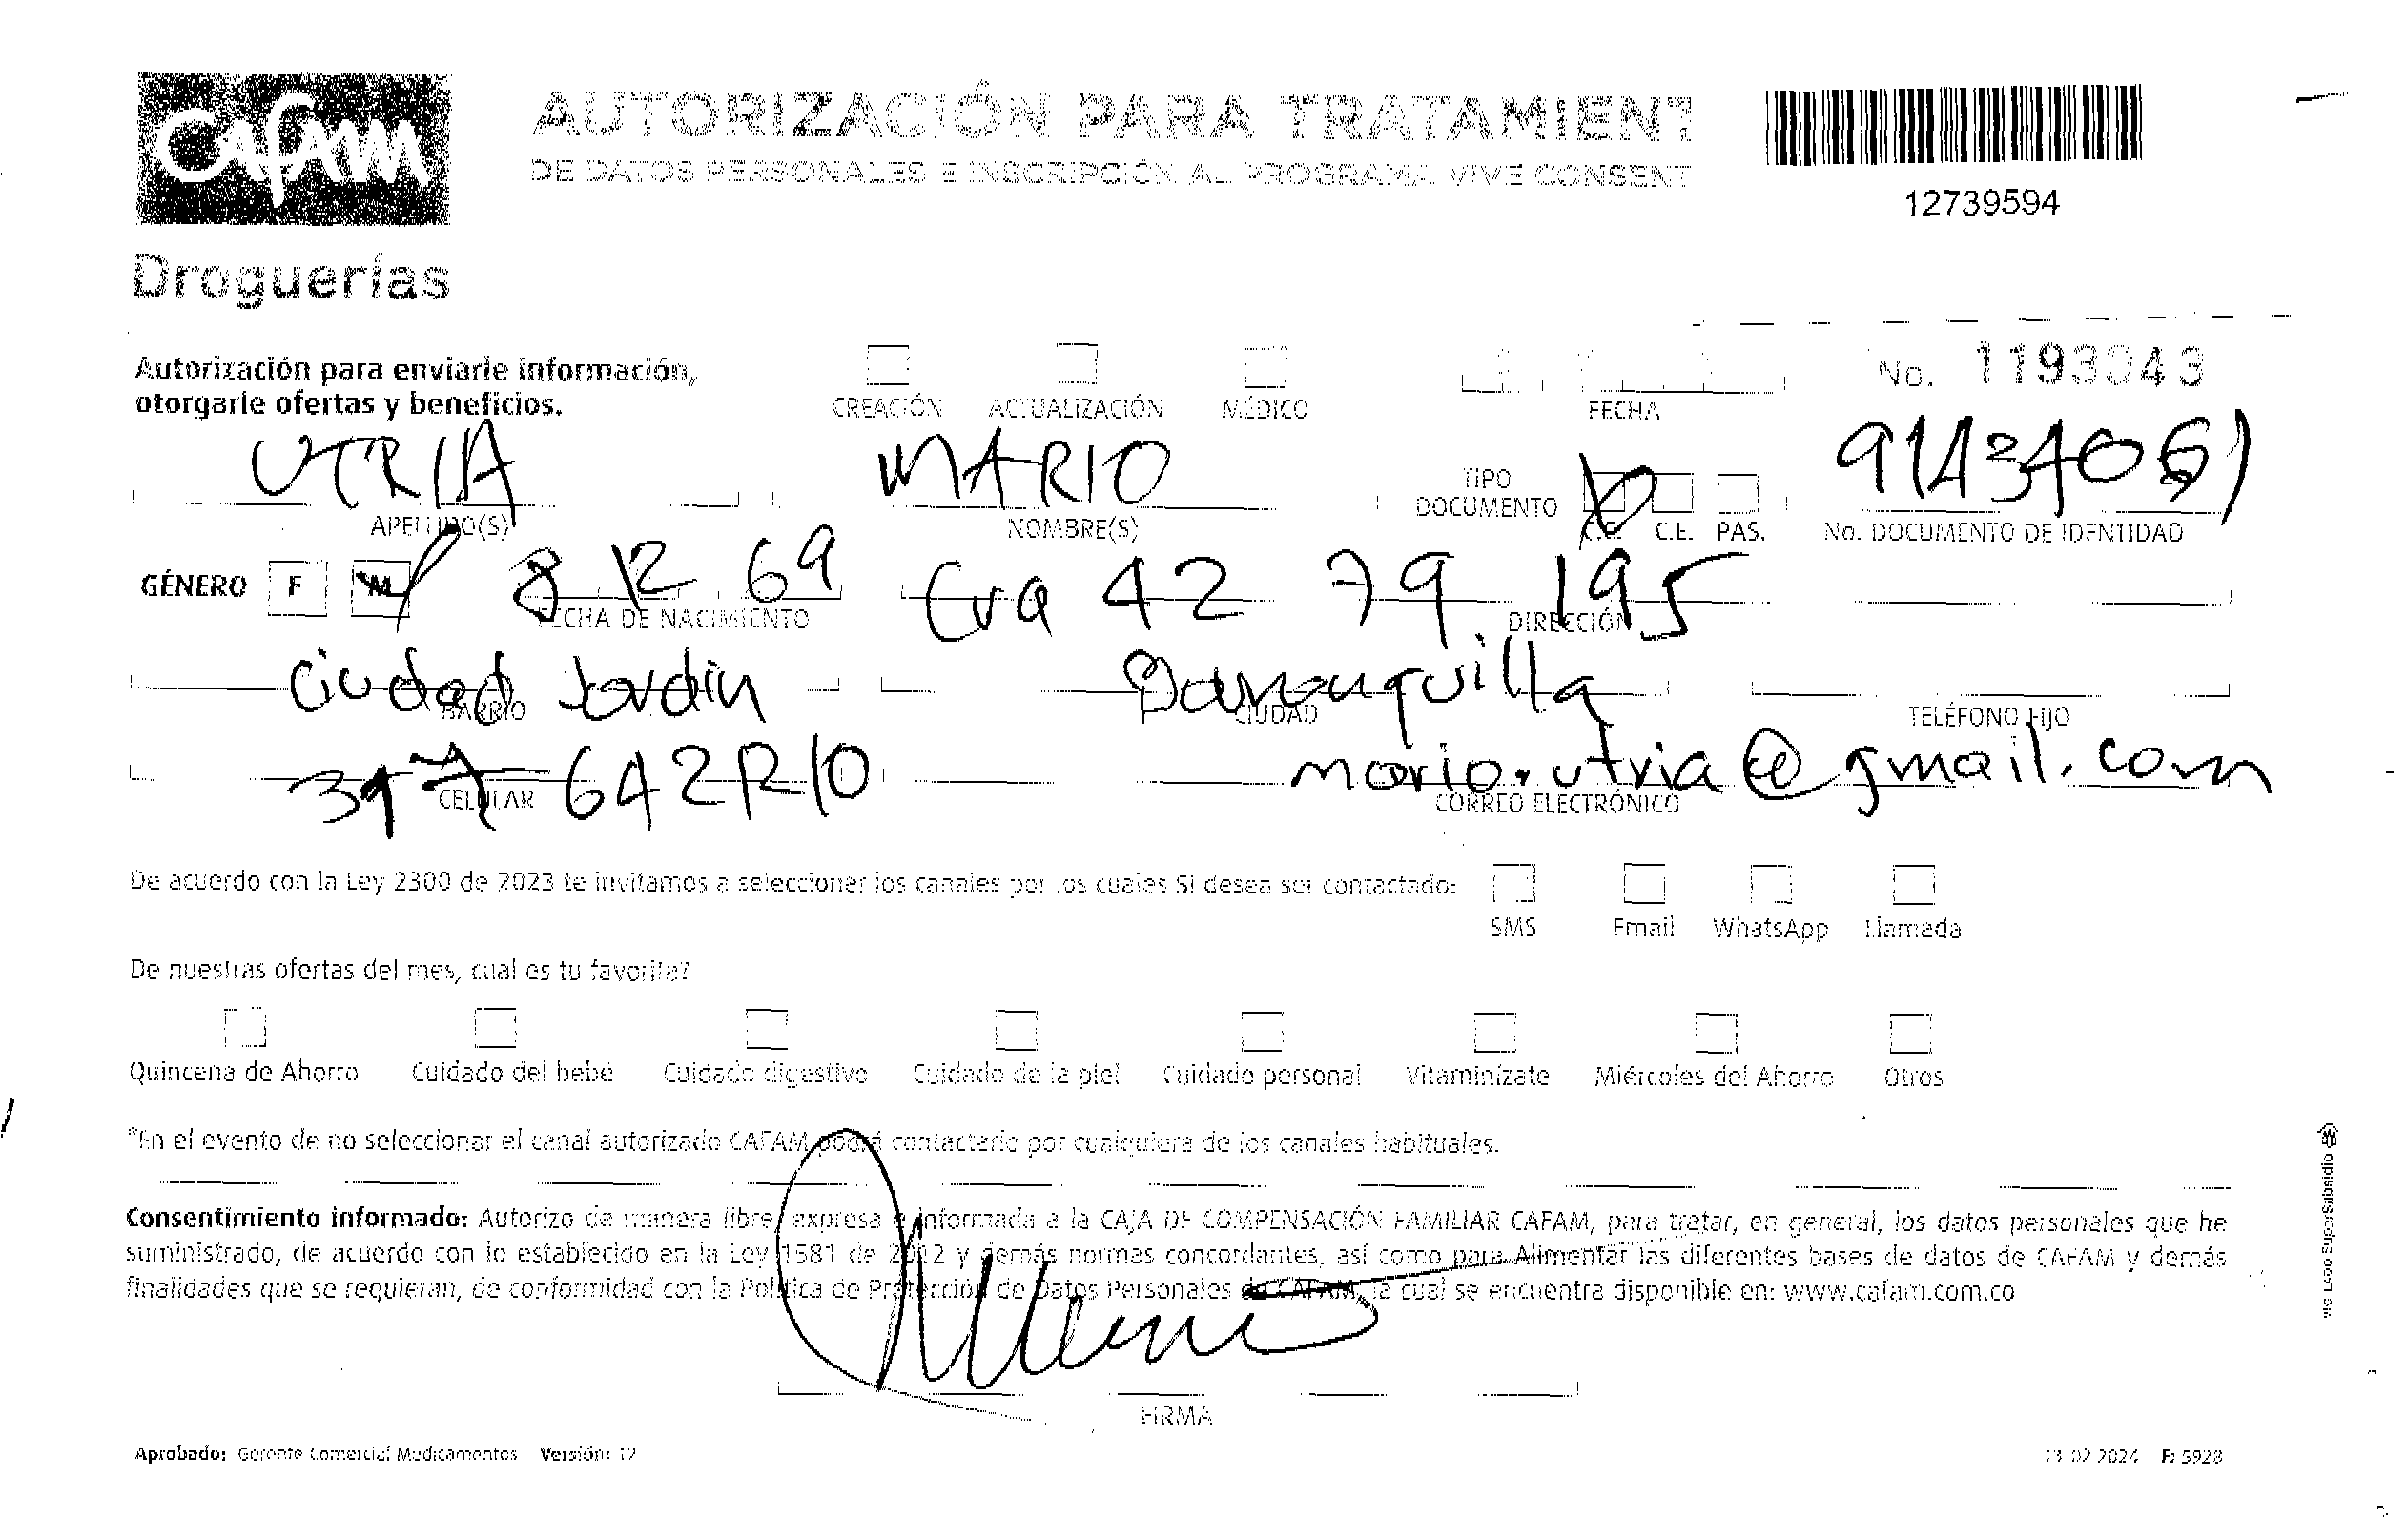 Cafam
AUTORIZACIÓN PARA TRATAMIENT
DE DATOS PERSONALES E INSCRIPCIÓN AL PROGRAMA VIVE CONSENT
12739594
Droguerías
Autorización para enviarle información,
otorgarle ofertas y beneficios.
CREACIÓN ACTUALIZACIÓN MÉDICO FECHA
No. 1193043
UTRIA MARIO
APELLIDO(S) NOMBRE(S)
TIPO
DOCUMENTO
C.C. C.E. PAS.
No. DOCUMENTO DE IDENTIDAD
GÉNERO F M 8 12 69 Cra 42 79 195
FECHA DE NACIMIENTO DIRECCIÓN
Ciudad Jardin Barranquilla
BARRIO CIUDAD TELÉFONO FIJO
mario.utria@gmail.com
CELULAR CORREO ELECTRÓNICO
De acuerdo con la Ley 2300 de 2023 te invitamos a seleccionar los canales por los cuales SI desea ser contactado:
SMS Email WhatsApp Llamada
De nuestras ofertas del mes, cual es tu favorita?
Quincena de Ahorro Cuidado del bebé Cuidado digestivo Cuidado de la piel Cuidado personal Vitaminízate Miércoles del Ahorro Otros
*En el evento de no seleccionar el canal autorizado CAFAM podrá contactarlo por cualquiera de los canales habituales.
Consentimiento informado: Autorizo de manera libre, expresa e informada a la CAJA DE COMPENSACIÓN FAMILIAR CAFAM, para tratar, en general, los datos personales que he
suministrado, de acuerdo con lo establecido en la Ley 1581 de 2012 y demás normas concordantes, así como para Alimentar las diferentes bases de datos de CAFAM y demás
finalidades que se requieran, de conformidad con la Política de Protección de Datos Personales de CAFAM, la cual se encuentra disponible en: www.cafam.com.co
FIRMA
Aprobado: Gerente Comercial Medicamentos Versión: 12
13-02-2024 F: 5928
VIGILADO SuperSubsidio